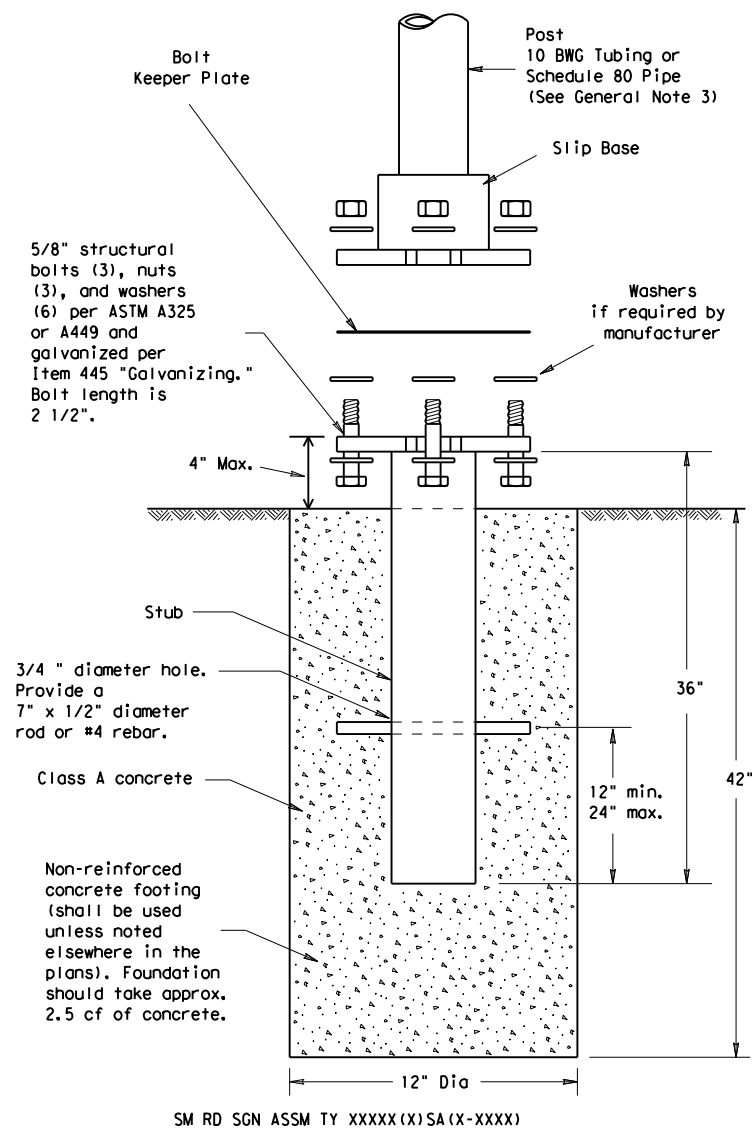 Post
10 BWG Tubing or
Schedule 80 Pipe
(See General Note 3)
Bolt
Keeper Plate
Slip Base
5/8" structural
bolts (3), nuts
(3), and washers
(6) per ASTM A325
or A449 and
galvanized per
Item 445 "Galvanizing."
Bolt length is
2 1/2".
Washers
if required by
manufacturer
4" Max.
Stub
3/4 " diameter hole.
Provide a
7" x 1/2" diameter
rod or #4 rebar.
36"
Class A concrete
12" min.
24" max.
42"
Non-reinforced
concrete footing
(shall be used
unless noted
elsewhere in the
plans). Foundation
should take approx.
2.5 cf of concrete.
12" Dia
SM RD SGN ASSM TY XXXXX(X)SA(X-XXXX)